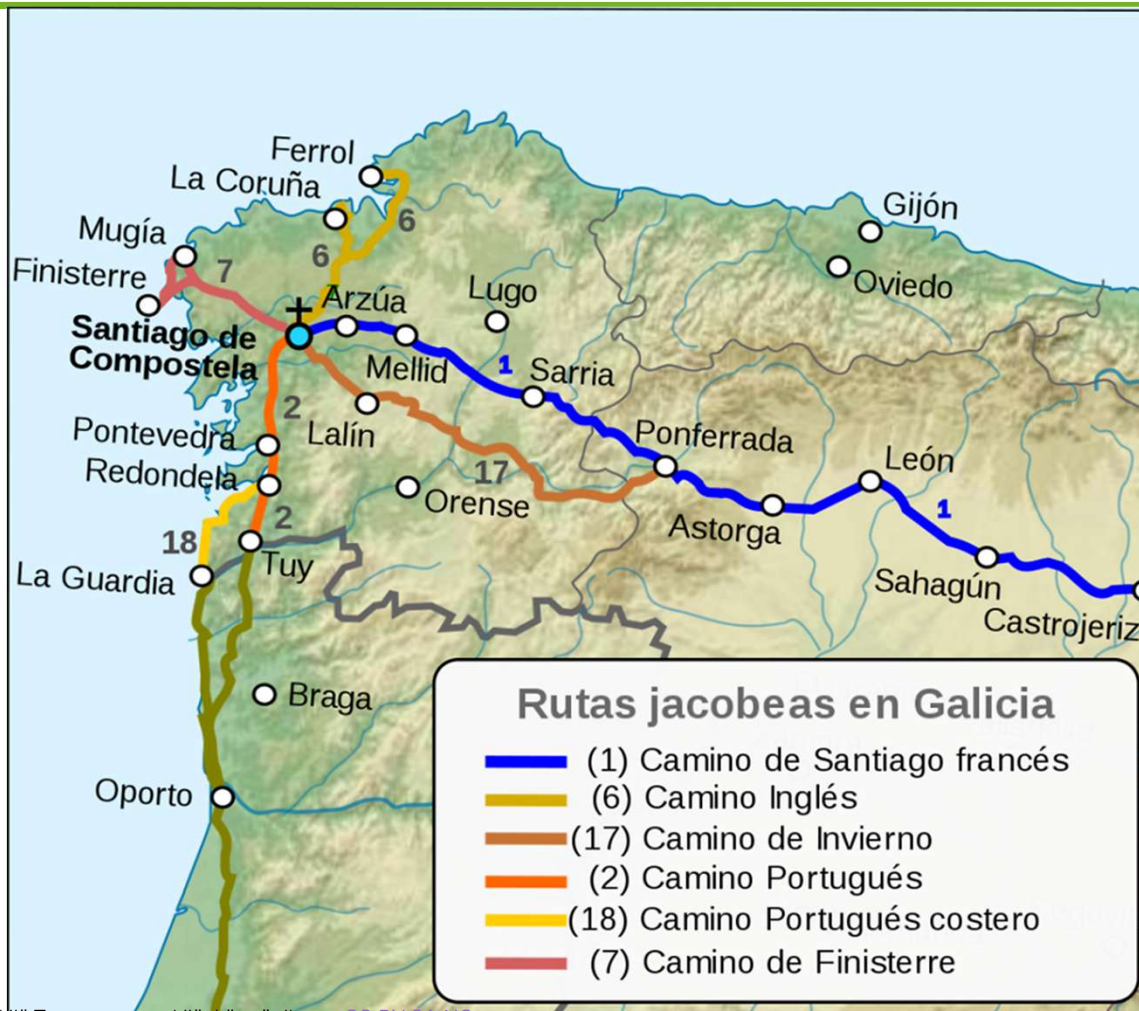 Ferrol
La Coruña
Gijón
6
Mugía
6
7
Finisterre
Oviedo
Lugo
Arzúa
Santiago de
Compostela
Mellid
1
Sarria
2
Pontevedra
Lalín
Ponferrada
León
Redondela
17
Orense
1
Astorga
2
18
Tuy
La Guardia
Sahagún
Castrojeriz
Braga
Oporto
Rutas jacobeas en Galicia
(1) Camino de Santiago francés
(6) Camino Inglés
(17) Camino de Invierno
(2) Camino Portugués
(18) Camino Portugués costero
(7) Camino de Finisterre